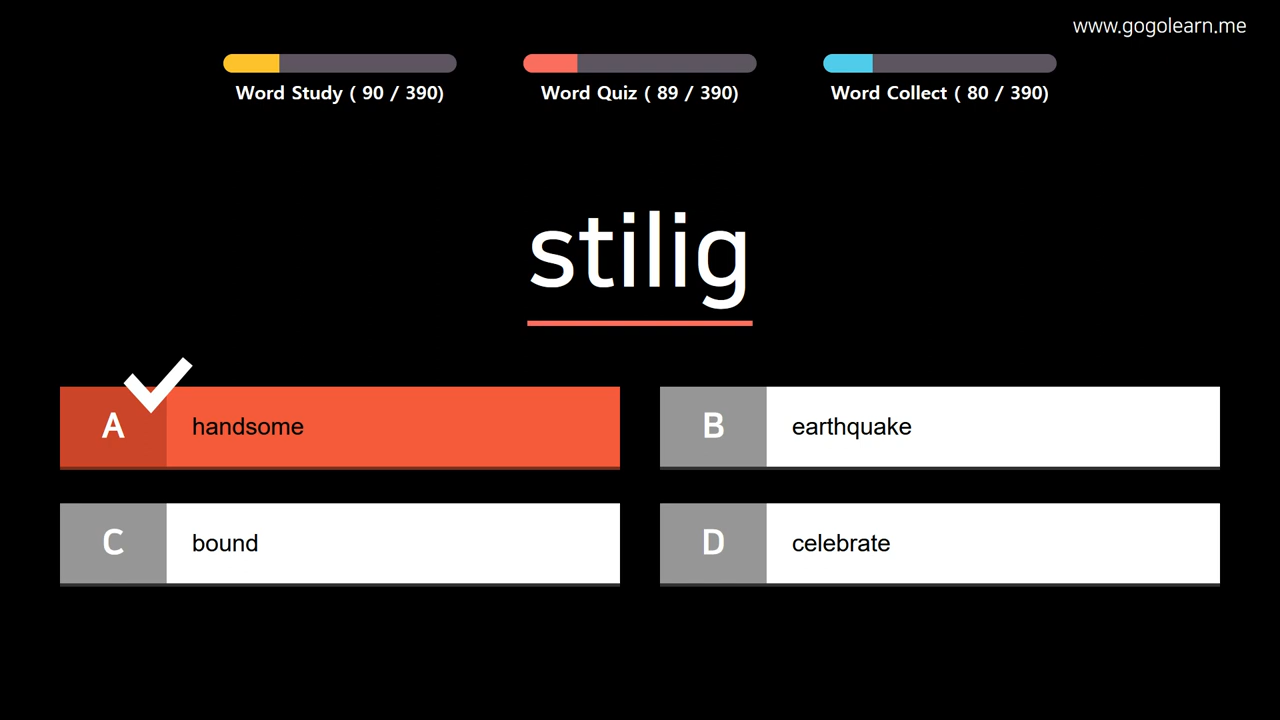 www.gogolearn.me
Word Study ( 90 / 390)
Word Quiz ( 89 / 390)
Word Collect ( 80 / 390)
stilig
A handsome
B earthquake
C bound
D celebrate